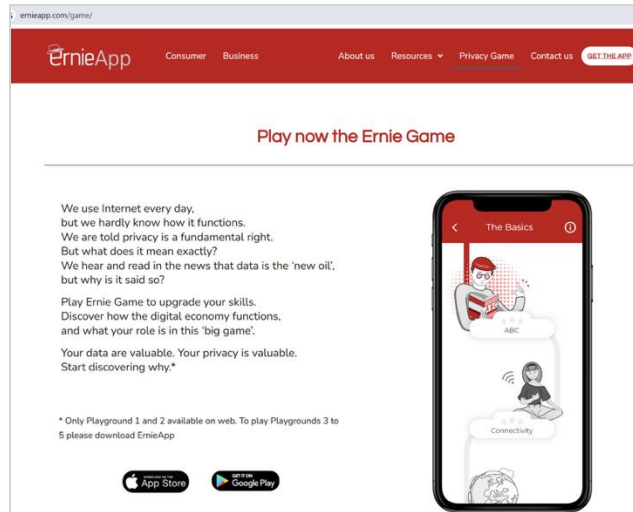 ernieapp.com/game/
ErnieApp
Consumer Business About us Resources Privacy Game Contact us GET THE APP
Play now the Ernie Game
We use Internet every day,
but we hardly know how it functions.
We are told privacy is a fundamental right.
But what does it mean exactly?
We hear and read in the news that data is the 'new oil',
but why is it said so?
Play Ernie Game to upgrade your skills.
Discover how the digital economy functions,
and what your role is in this 'big game'.
Your data are valuable. Your privacy is valuable.
Start discovering why.*
* Only Playground 1 and 2 available on web. To play Playgrounds 3 to
5 please download ErnieApp
App Store
GET IT ON
Google Play
The Basics
ABC
Connectivity